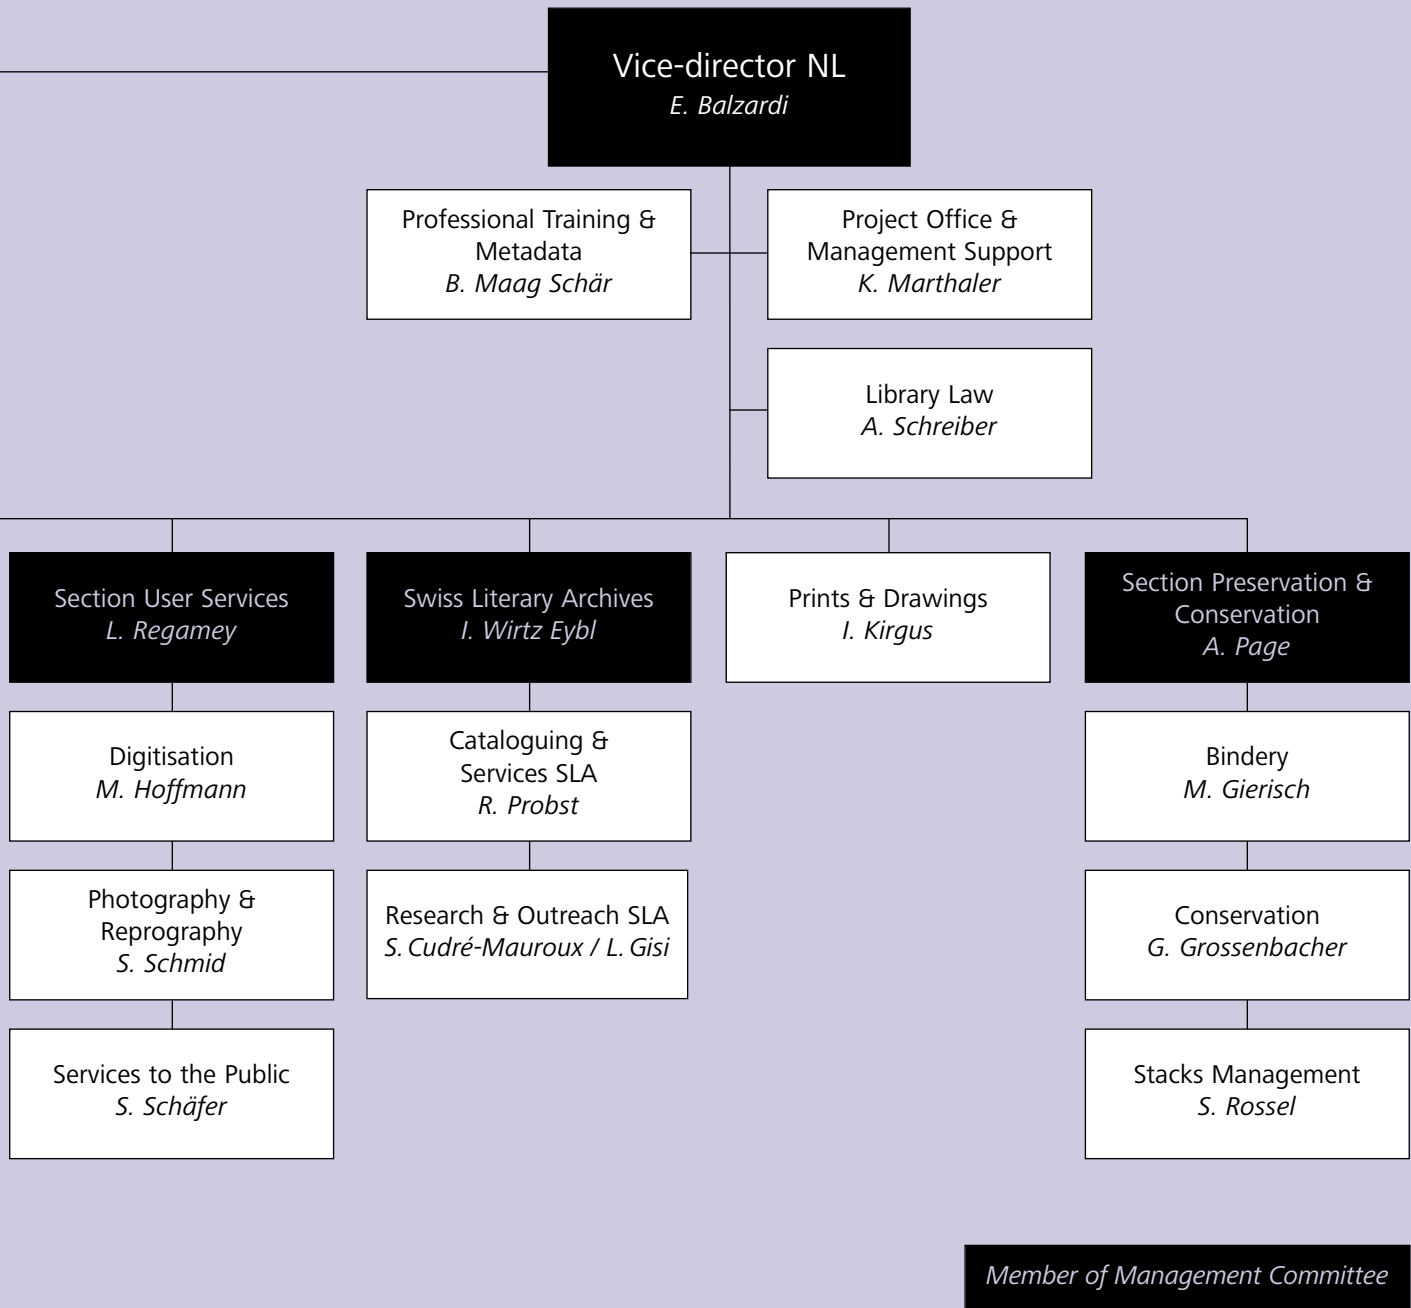 Vice-director NL
E. Balzardi
Professional Training &
Metadata
B. Maag Schär
Project Office &
Management Support
K. Marthaler
Library Law
A. Schreiber
Section User Services
L. Regamey
Swiss Literary Archives
I. Wirtz Eybl
Prints & Drawings
I. Kirgus
Section Preservation &
Conservation
A. Page
Digitisation
M. Hoffmann
Cataloguing &
Services SLA
R. Probst
Bindery
M. Gierisch
Photography &
Reprography
S. Schmid
Research & Outreach SLA
S. Cudré-Mauroux / L. Gisi
Conservation
G. Grossenbacher
Services to the Public
S. Schäfer
Stacks Management
S. Rossel
Member of Management Committee